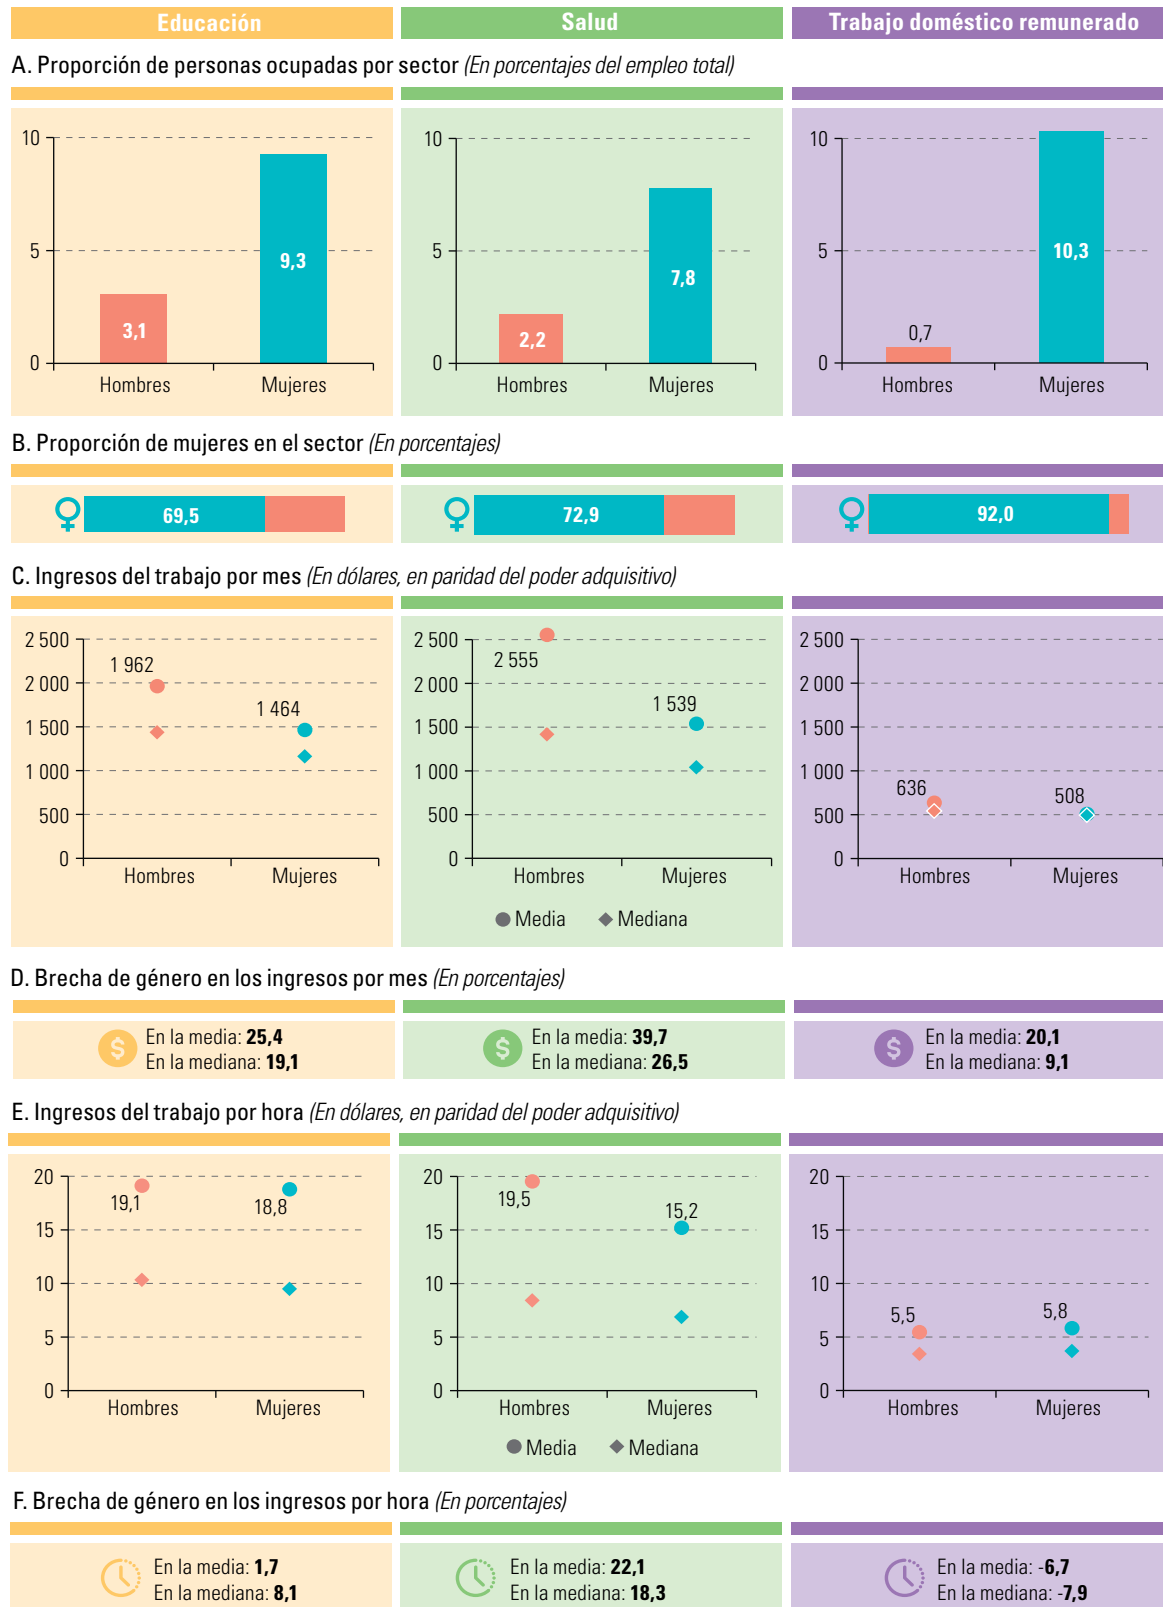 Educación
Salud
Trabajo doméstico remunerado
A. Proporción de personas ocupadas por sector (En porcentajes del empleo total)
10
5
0
3,1
9,3
Hombres
Mujeres
10
5
0
2,2
7,8
Hombres
Mujeres
10
5
0
0,7
10,3
Hombres
Mujeres
B. Proporción de mujeres en el sector (En porcentajes)
69,5
72,9
92,0
C. Ingresos del trabajo por mes (En dólares, en paridad del poder adquisitivo)
2 500
2 000
1 500
1 000
500
0
1 962
1 464
Hombres
Mujeres
2 500
2 000
1 500
1 000
500
0
2 555
1 539
Hombres
Mujeres
Media
Mediana
2 500
2 000
1 500
1 000
500
0
636
508
Hombres
Mujeres
D. Brecha de género en los ingresos por mes (En porcentajes)
$
En la media: 25,4
En la mediana: 19,1
$
En la media: 39,7
En la mediana: 26,5
$
En la media: 20,1
En la mediana: 9,1
E. Ingresos del trabajo por hora (En dólares, en paridad del poder adquisitivo)
20
15
10
5
0
19,1
18,8
Hombres
Mujeres
20
15
10
5
0
19,5
15,2
Hombres
Mujeres
Media
Mediana
20
15
10
5
0
5,5
5,8
Hombres
Mujeres
F. Brecha de género en los ingresos por hora (En porcentajes)
En la media: 1,7
En la mediana: 8,1
En la media: 22,1
En la mediana: 18,3
En la media: -6,7
En la mediana: -7,9